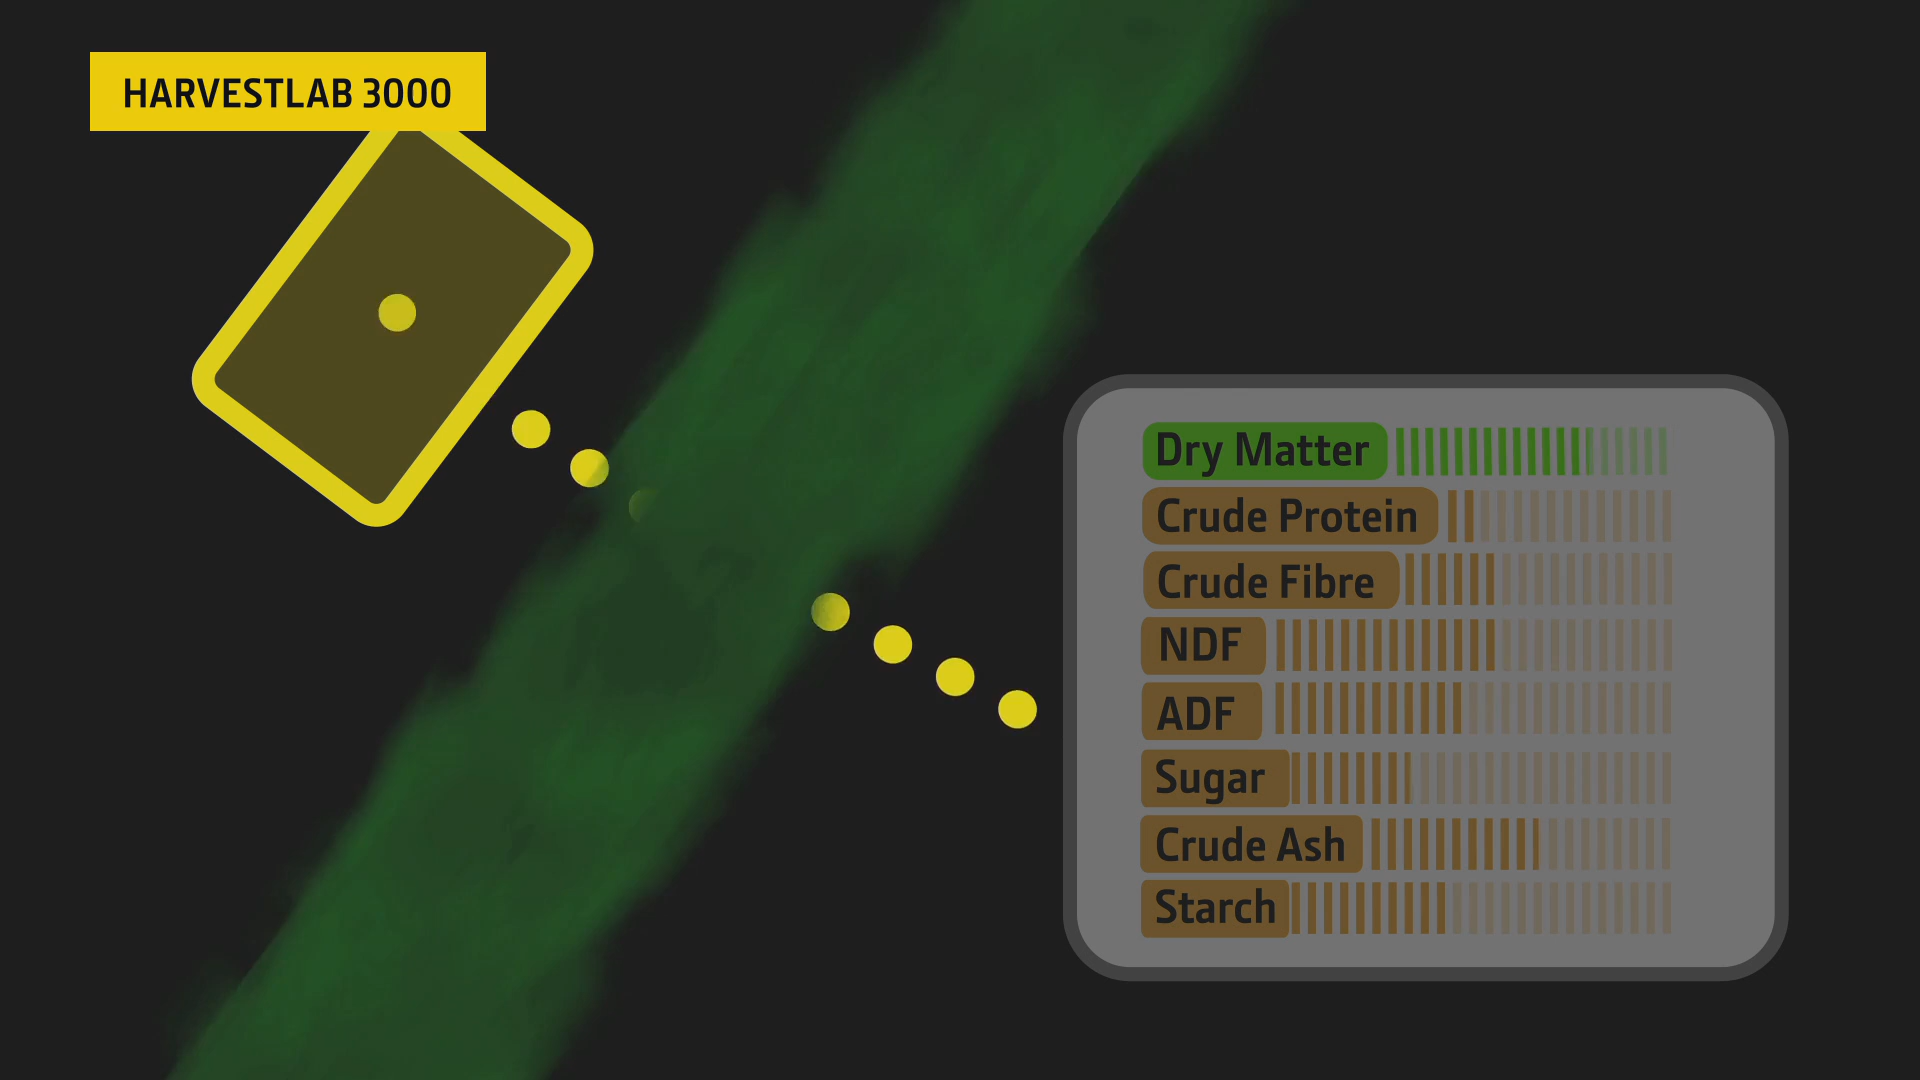 HARVESTLAB 3000
Dry Matter
Crude Protein
Crude Fibre
NDF
ADF
Sugar
Crude Ash
Starch